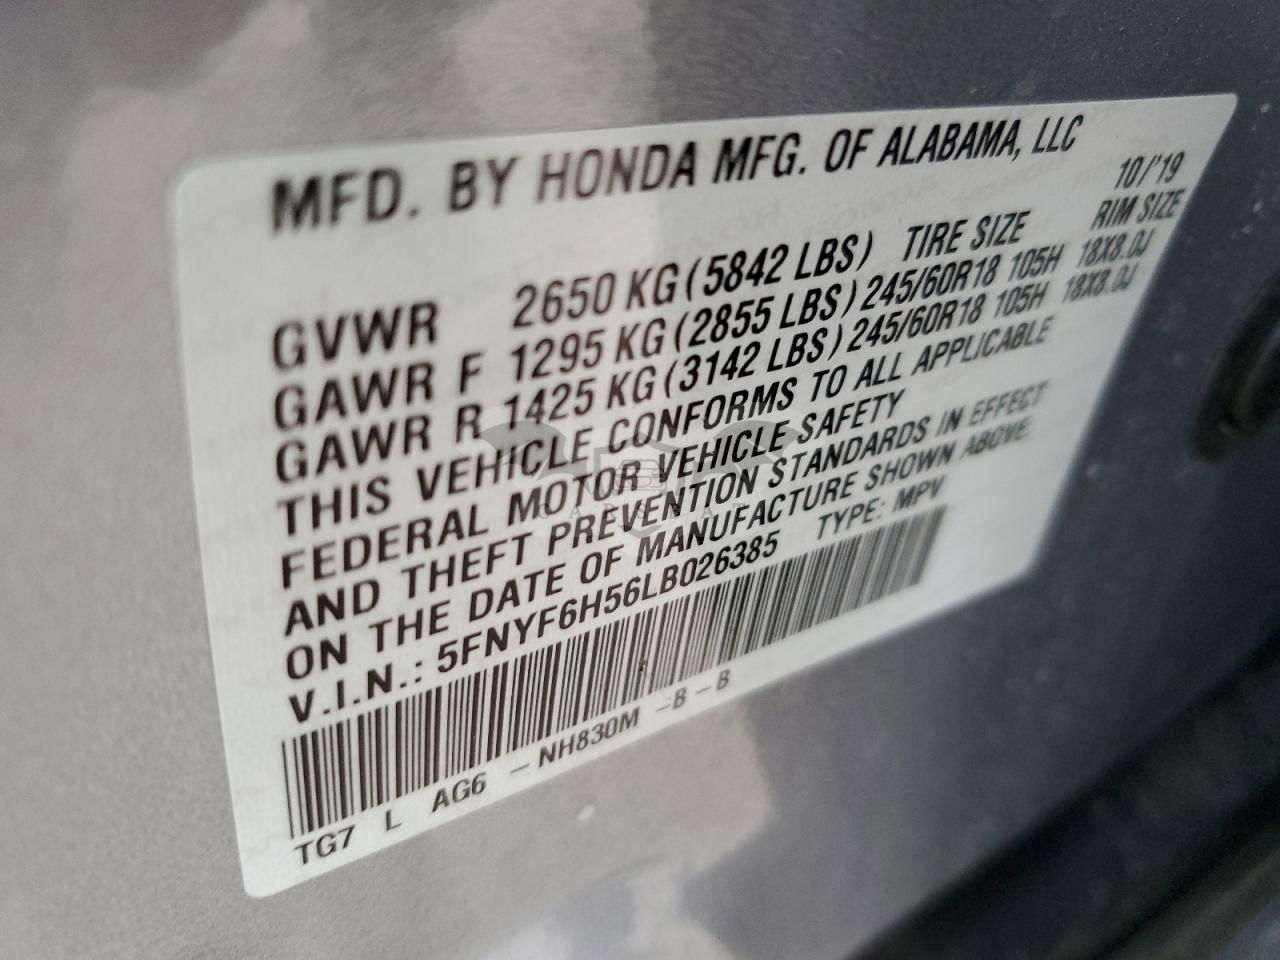 MFD. BY HONDA MFG. OF ALABAMA, LLC
10/'19
GVWR 2650 KG (5842 LBS) TIRE SIZE RIM SIZE
GAWR F 1295 KG (2855 LBS) 245/60R18 105H 18X8.0J
GAWR R 1425 KG (3142 LBS) 245/60R18 105H 18X8.0J
THIS VEHICLE CONFORMS TO ALL APPLICABLE
FEDERAL MOTOR VEHICLE SAFETY
AND THEFT PREVENTION STANDARDS IN EFFECT
ON THE DATE OF MANUFACTURE SHOWN ABOVE.
V.I.N.: 5FNYF6H56LB026385 TYPE: MPV
TG7 L AG6 - NH830M -B - B